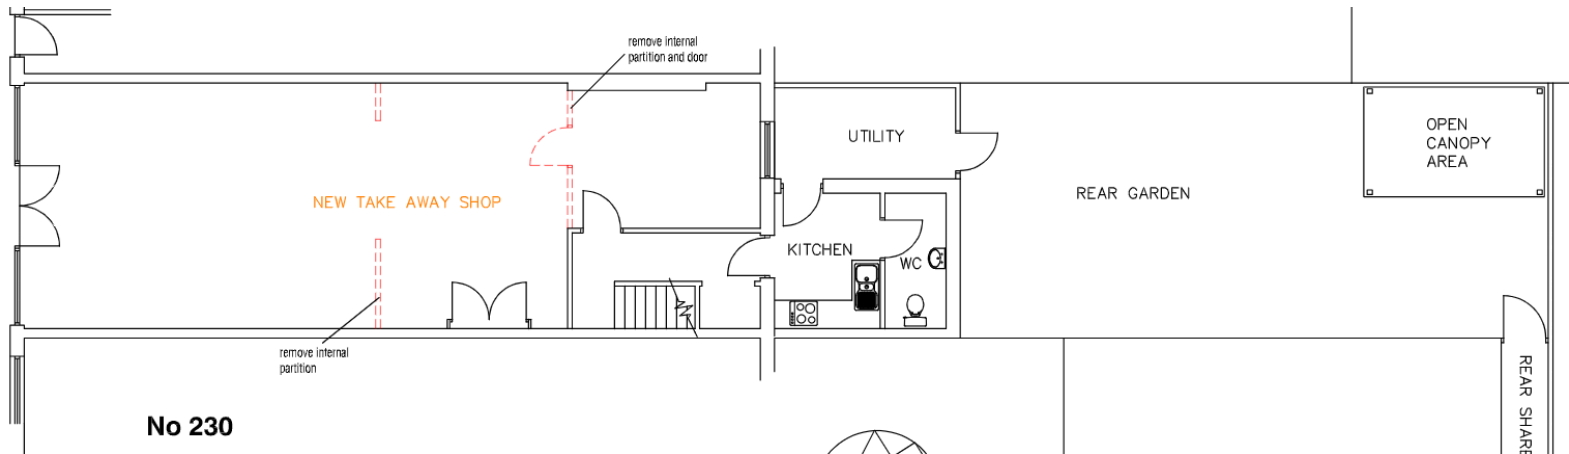 remove internal
partition and door
UTILITY
OPEN
CANOPY
AREA
REAR GARDEN
NEW TAKE AWAY SHOP
KITCHEN
WC
remove internal
partition
REAR SHARE
No 230